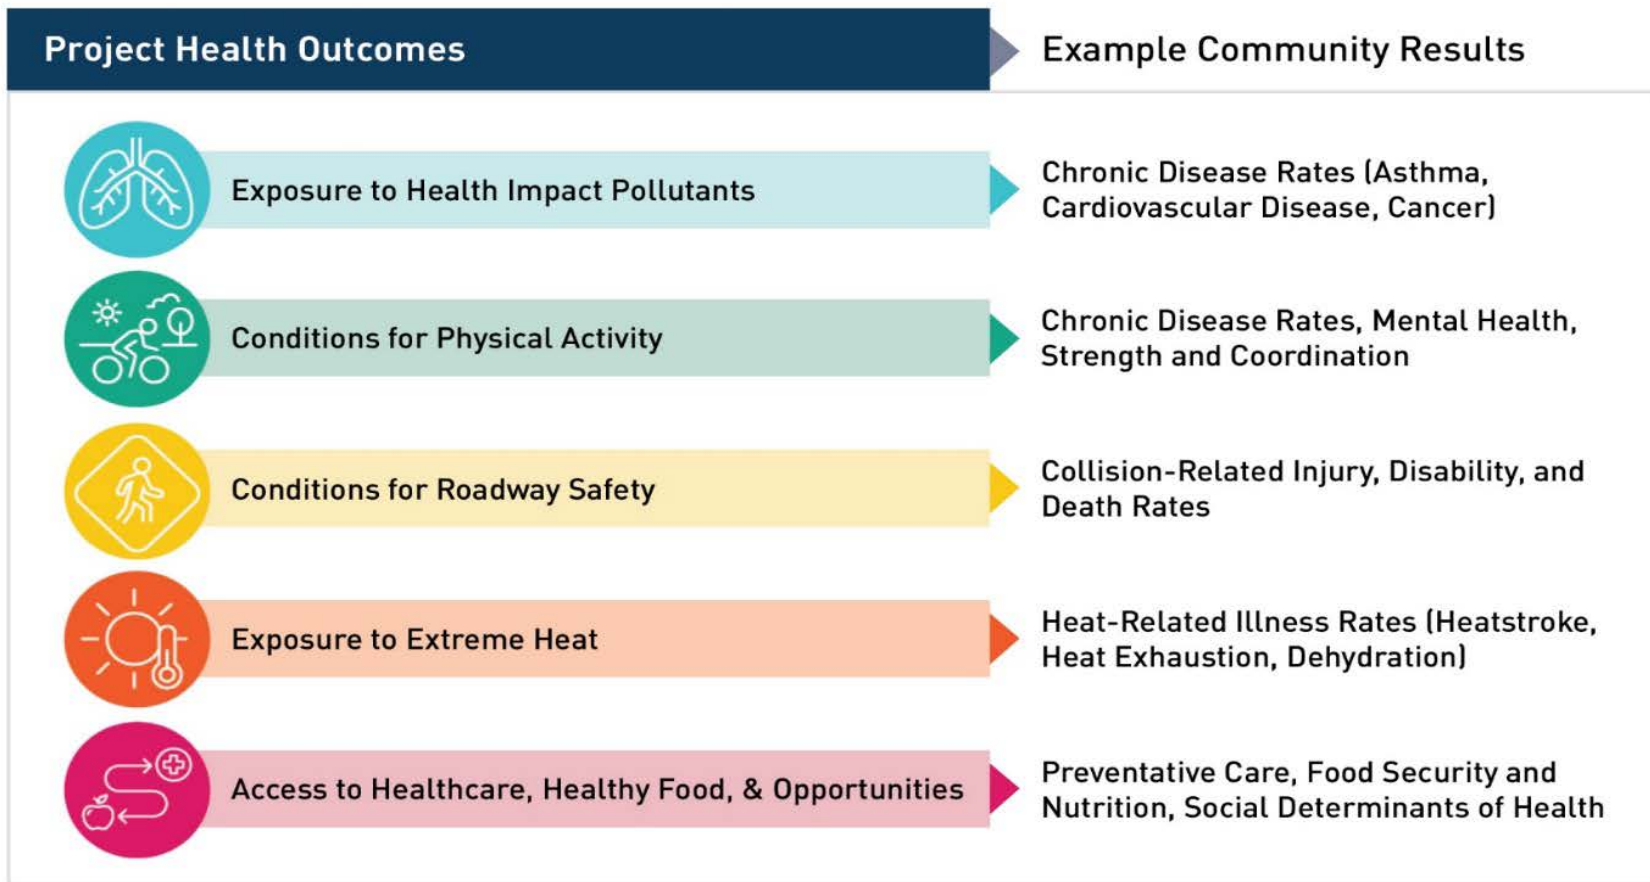 Project Health Outcomes
Example Community Results
Exposure to Health Impact Pollutants
Chronic Disease Rates (Asthma,
Cardiovascular Disease, Cancer)
Conditions for Physical Activity
Chronic Disease Rates, Mental Health,
Strength and Coordination
Conditions for Roadway Safety
Collision-Related Injury, Disability, and
Death Rates
Exposure to Extreme Heat
Heat-Related Illness Rates (Heatstroke,
Heat Exhaustion, Dehydration)
Access to Healthcare, Healthy Food, & Opportunities
Preventative Care, Food Security and
Nutrition, Social Determinants of Health